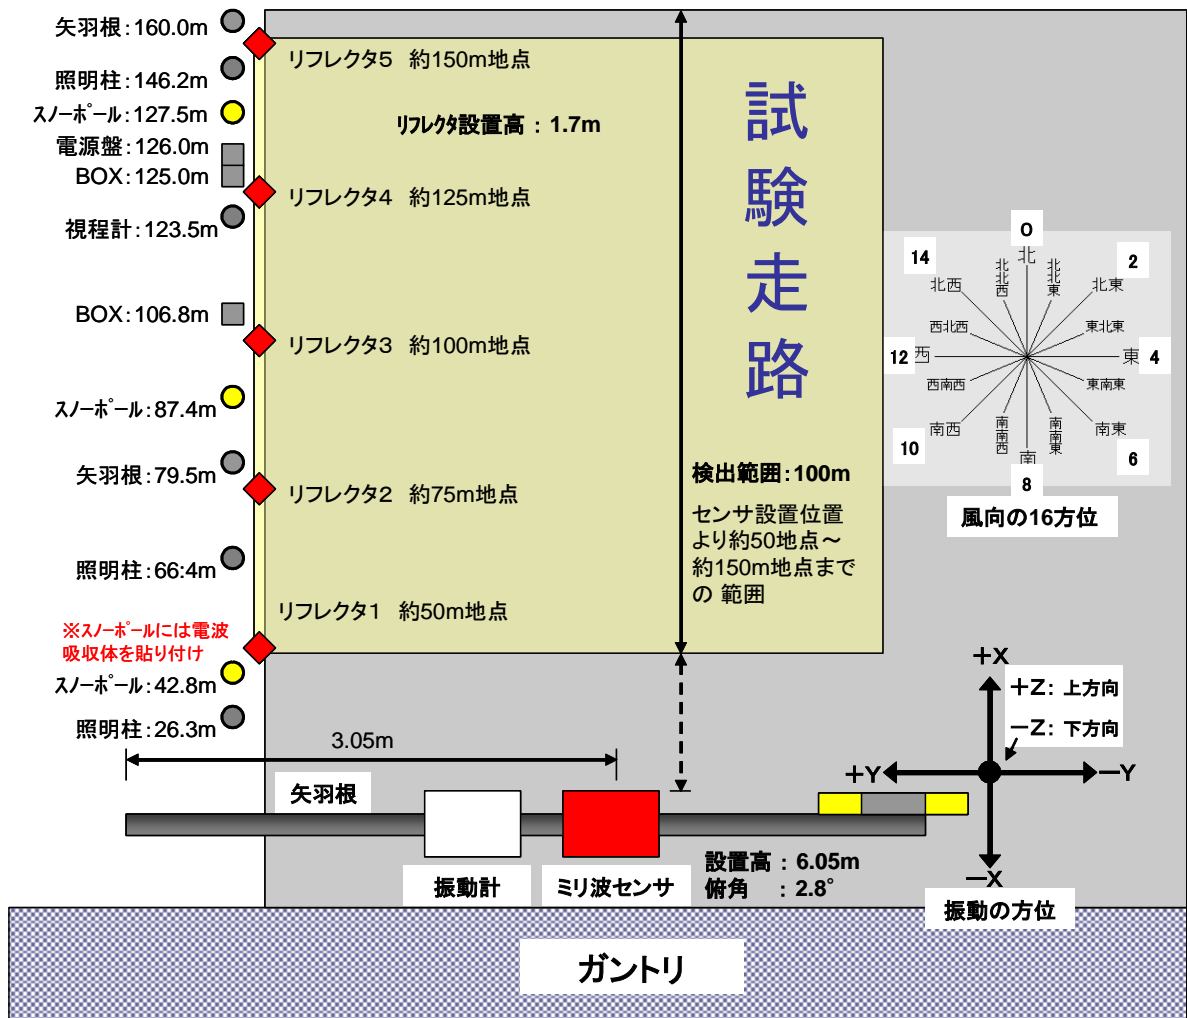 矢羽根:160.0m
照明柱:146.2m
スノーポール:127.5m
電源盤:126.0m
BOX:125.0m
視程計:123.5m
BOX:106.8m
スノーポール:87.4m
矢羽根:79.5m
照明柱:66:4m
※スノーポールには電波
吸収体を貼り付け
スノーポール:42.8m
照明柱:26.3m
リフレクタ5 約150m地点
リフレクタ設置高 : 1.7m
リフレクタ4 約125m地点
リフレクタ3 約100m地点
リフレクタ2 約75m地点
リフレクタ1 約50m地点
試験走路
検出範囲:100m
センサ設置位置
より約50地点~
約150m地点まで
の 範囲
0
北
14
北西
北北西
北北東
2
北東
西北西
東北東
12
西
東
4
西南西
東南東
10
南西
南南西
南南東
南東
6
南
8
風向の16方位
+X
+Z: 上方向
-Z: 下方向
+Y
-Y
-X
振動の方位
3.05m
矢羽根
振動計
ミリ波センサ
設置高 : 6.05m
俯角 : 2.8°
ガントリ